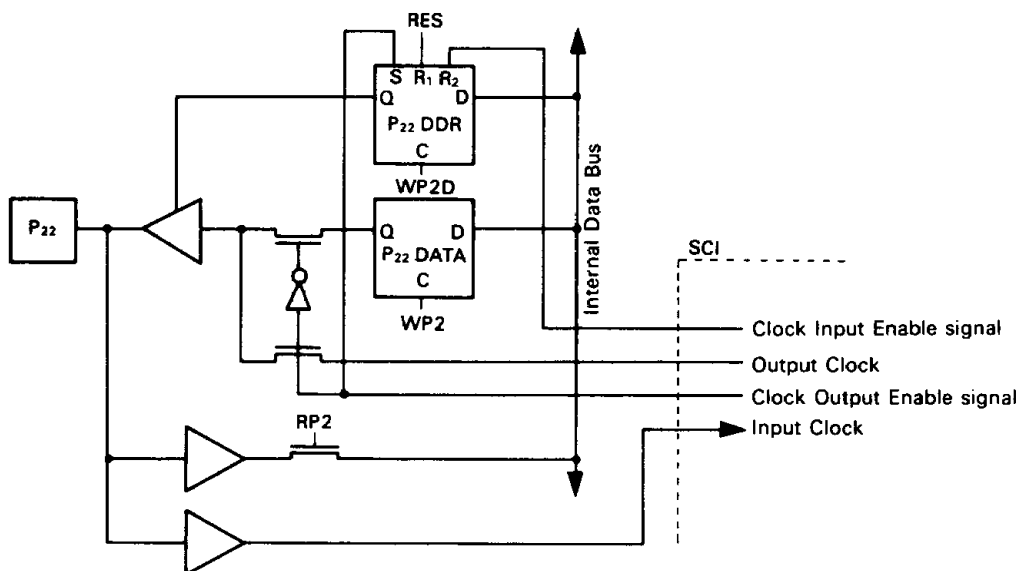 RES
S R₁ R₂
Q D
P₂₂ DDR
C
WP2D
P₂₂
Q D
P₂₂ DATA
C
WP2
Internal Data Bus
SCI
Clock Input Enable signal
Output Clock
Clock Output Enable signal
RP2
Input Clock